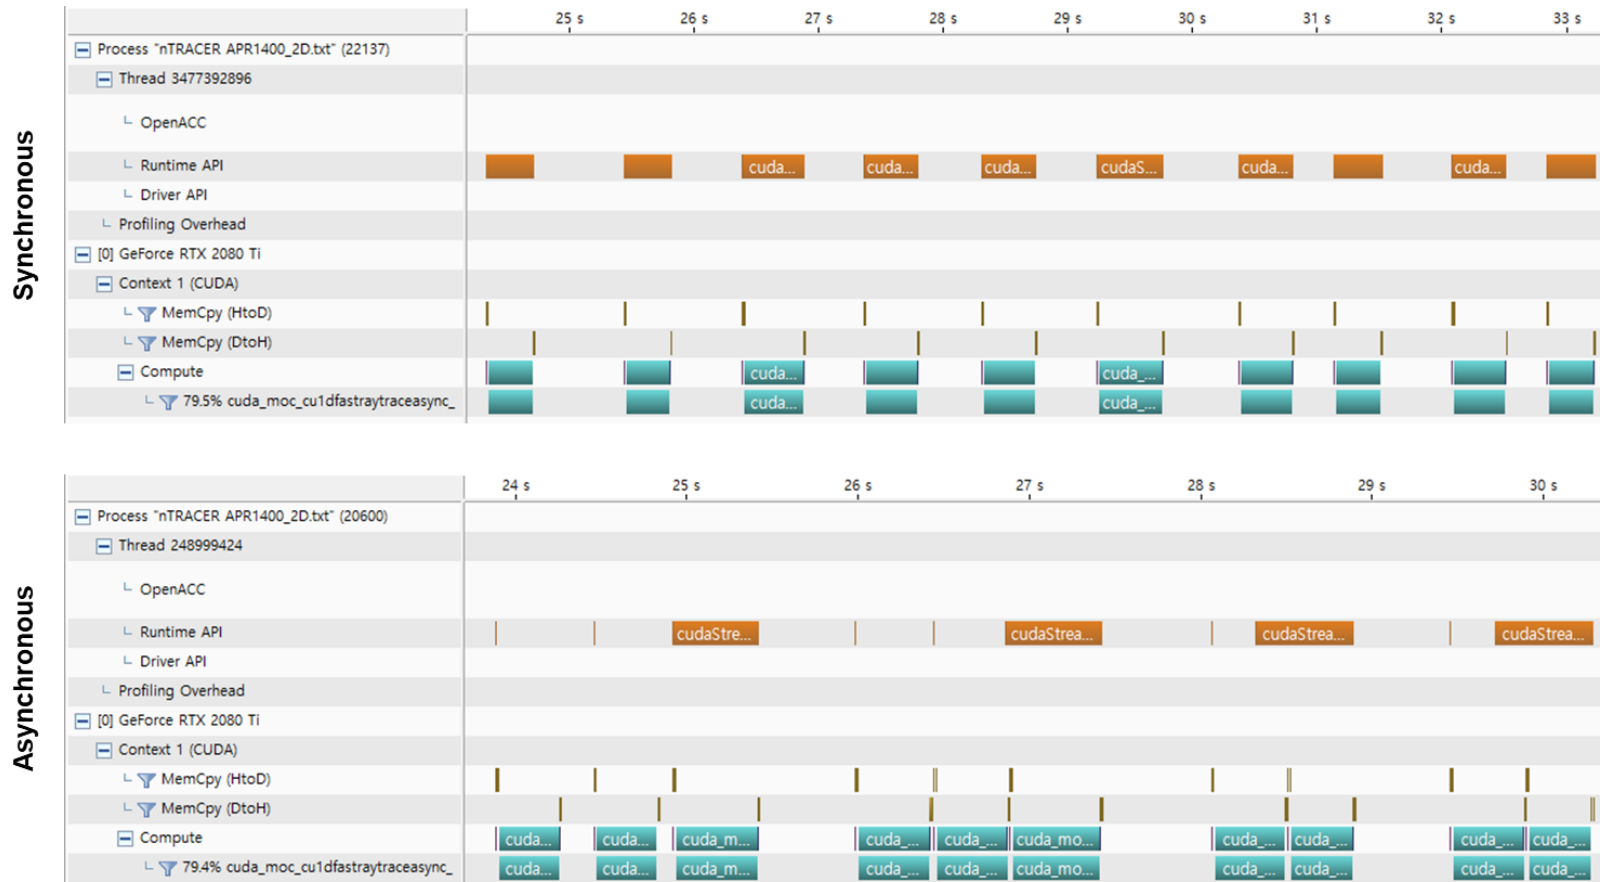 Synchronous
25 s 26 s 27 s 28 s 29 s 30 s 31 s 32 s 33 s
Process "nTRACER APR1400_2D.txt" (22137)
Thread 3477392896
OpenACC
Runtime API cuda... cuda... cuda... cudaS... cuda... cuda...
Driver API
Profiling Overhead
[0] GeForce RTX 2080 Ti
Context 1 (CUDA)
MemCpy (HtoD)
MemCpy (DtoH)
Compute cuda... cuda_...
79.5% cuda_moc_cu1dfastraytraceasync_ cuda... cuda_...
Asynchronous
24 s 25 s 26 s 27 s 28 s 29 s 30 s
Process "nTRACER APR1400_2D.txt" (20600)
Thread 248999424
OpenACC
Runtime API cudaStre... cudaStrea... cudaStrea... cudaStrea...
Driver API
Profiling Overhead
[0] GeForce RTX 2080 Ti
Context 1 (CUDA)
MemCpy (HtoD)
MemCpy (DtoH)
Compute cuda... cuda... cuda_m... cuda_... cuda_... cuda_mo... cuda_... cuda_... cuda_... cuda_...
79.4% cuda_moc_cu1dfastraytraceasync_ cuda... cuda... cuda_m... cuda_... cuda_... cuda_mo... cuda_... cuda_... cuda_... cuda_...